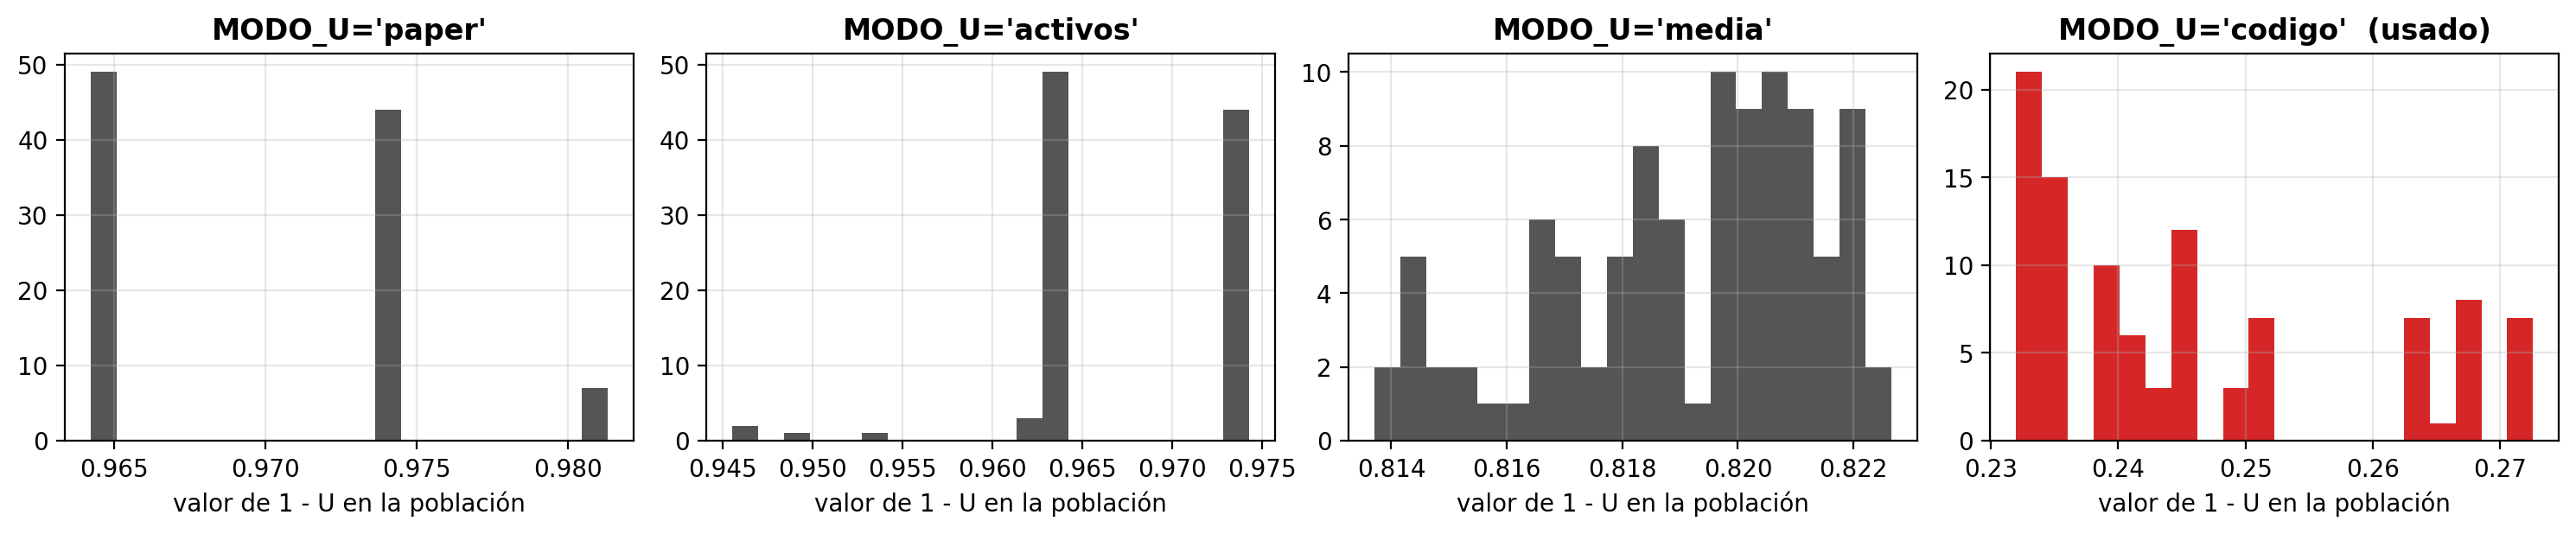 MODO_U='paper'
50
40
30
20
10
0
0.965 0.970 0.975 0.980
valor de 1 - U en la población
MODO_U='activos'
50
40
30
20
10
0
0.945 0.950 0.955 0.960 0.965 0.970 0.975
valor de 1 - U en la población
MODO_U='media'
10
8
6
4
2
0
0.814 0.816 0.818 0.820 0.822
valor de 1 - U en la población
MODO_U='codigo' (usado)
20
15
10
5
0
0.23 0.24 0.25 0.26 0.27
valor de 1 - U en la población